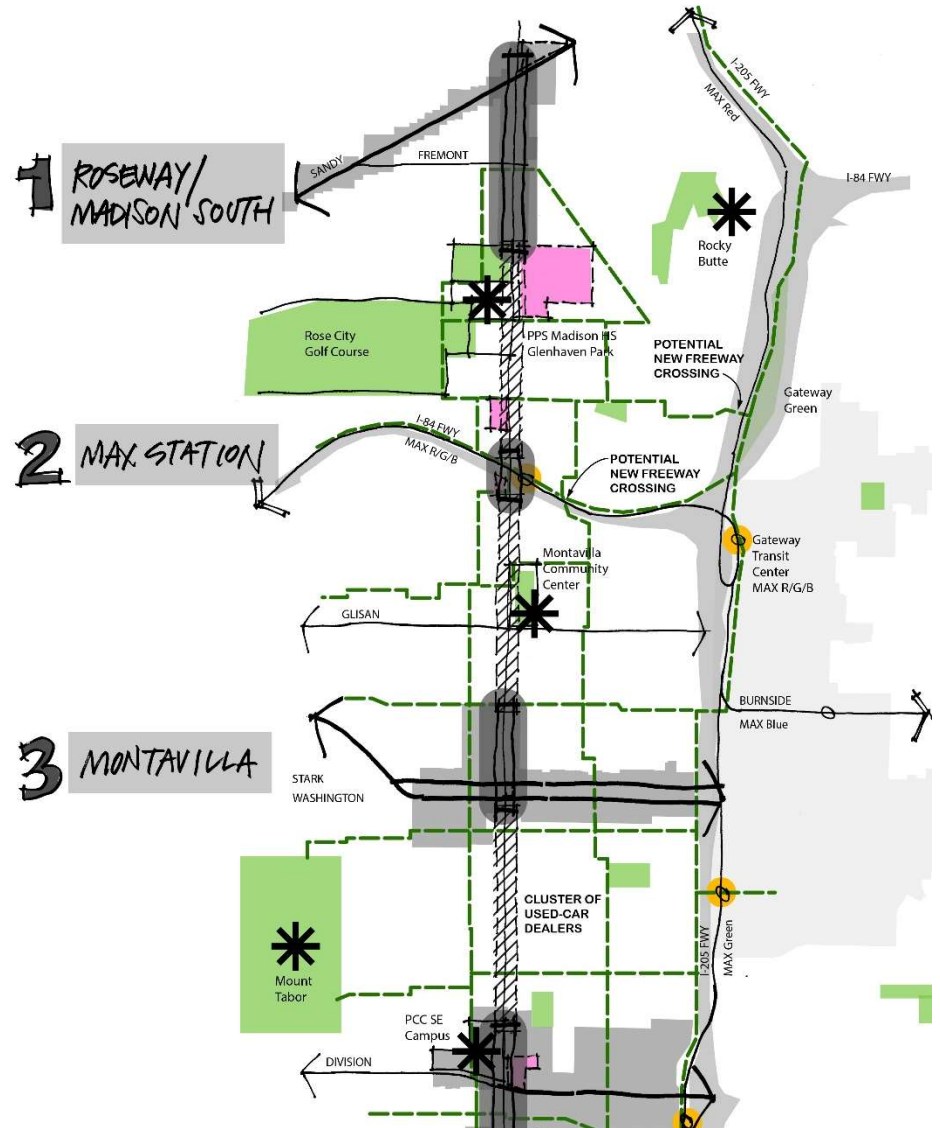 I-205 FWY
MAX Red
SANDY
FREMONT
I-84 FWY
1 ROSEWAY/
MADISON SOUTH
Rocky
Butte
Rose City
Golf Course
PPS Madison HS
Glenhaven Park
POTENTIAL
NEW FREEWAY
CROSSING
Gateway
Green
2 MAX STATION
I-84 FWY
MAX R/G/B
POTENTIAL
NEW FREEWAY
CROSSING
Gateway
Transit
Center
MAX R/G/B
Montavilla
Community
Center
GLISAN
BURNSIDE
MAX Blue
3 MONTAVILLA
STARK
WASHINGTON
CLUSTER OF
USED-CAR
DEALERS
I-205 FWY
MAX Green
Mount
Tabor
PCC SE
Campus
DIVISION